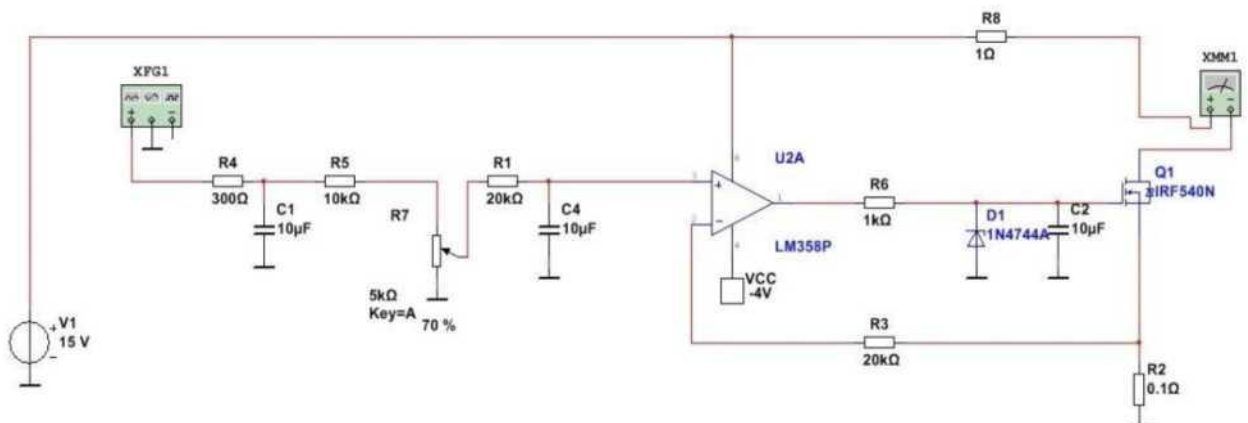 R8
1Ω
XFG1
XMM1
U2A
R4
300Ω
R5
10kΩ
R1
20kΩ
R7
C1
10µF
C4
10µF
R6
1kΩ
Q1
IRF540N
D1
1N4744A
C2
10µF
LM358P
VCC
-4V
5kΩ
Key=A
70 %
V1
15 V
R3
20kΩ
R2
0.1Ω